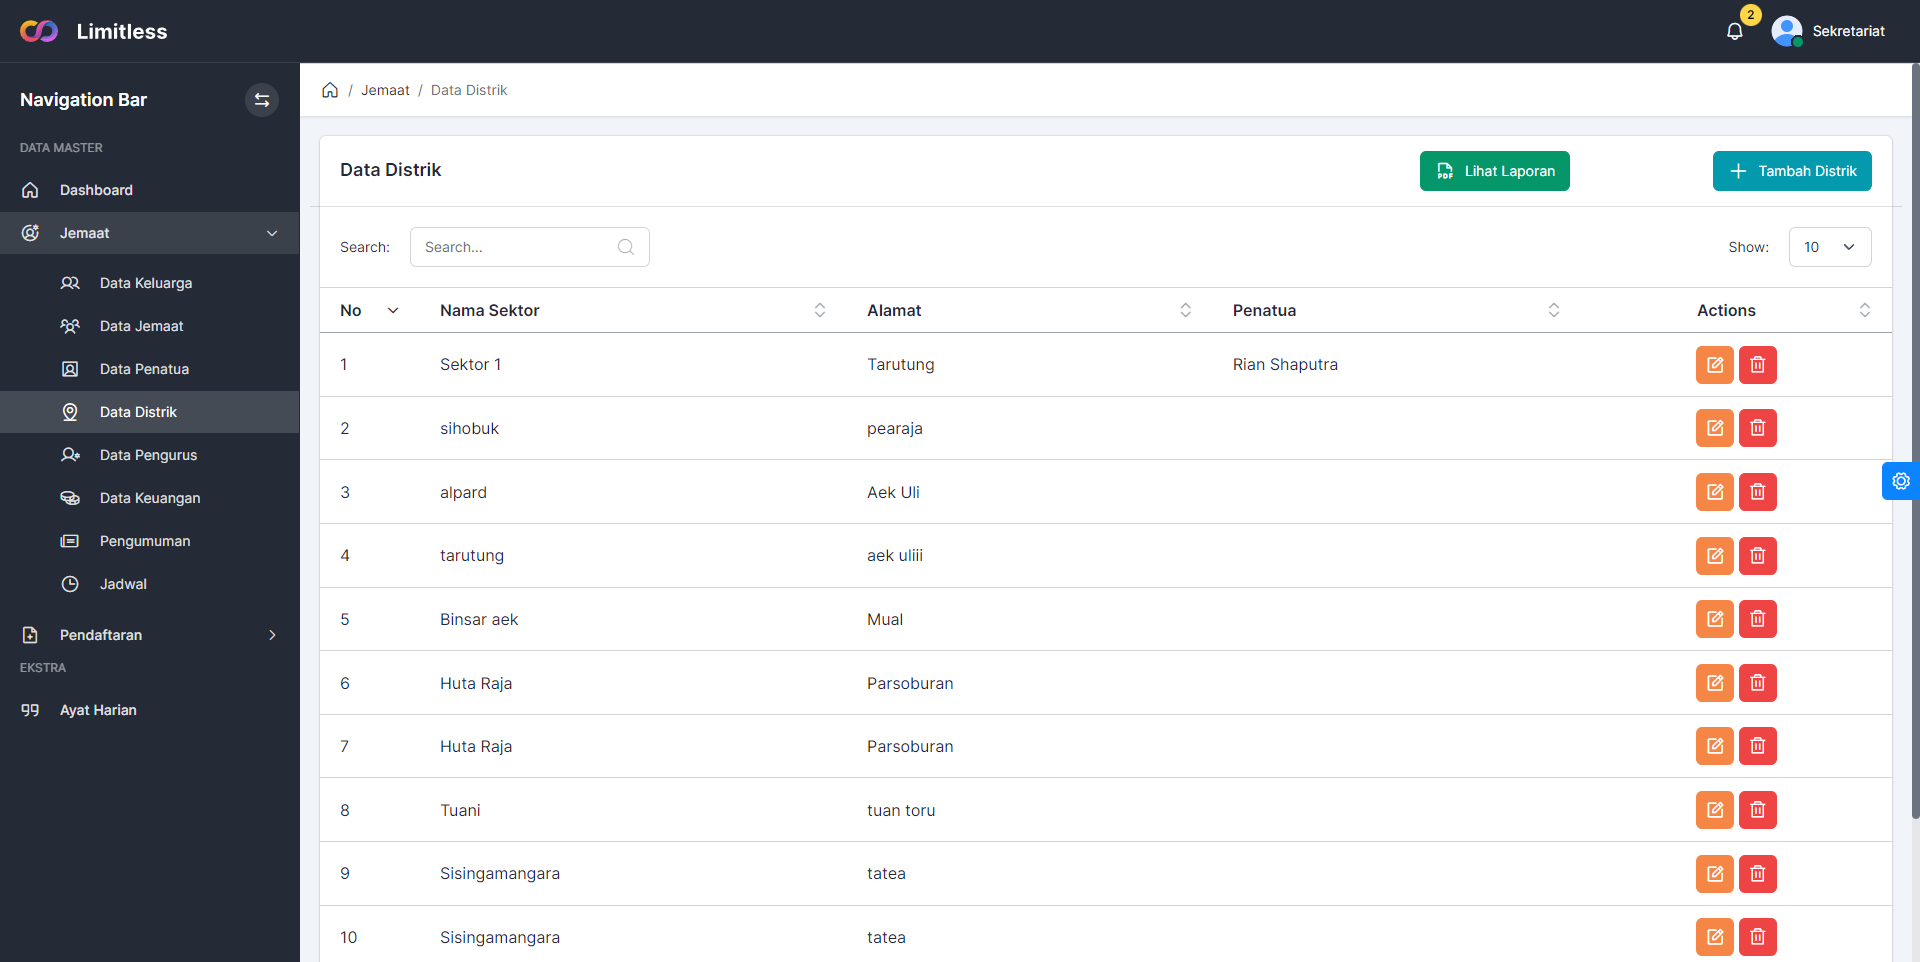 Limitless
2
Sekretariat
Navigation Bar
DATA MASTER
Dashboard
Jemaat
Data Keluarga
Data Jemaat
Data Penatua
Data Distrik
Data Pengurus
Data Keuangan
Pengumuman
Jadwal
Pendaftaran
EKSTRA
Ayat Harian
/ Jemaat / Data Distrik
Data Distrik
PDF Lihat Laporan
Tambah Distrik
Search: Search...
Show: 10
No Nama Sektor Alamat Penatua Actions
1 Sektor 1 Tarutung Rian Shaputra
2 sihobuk pearaja
3 alpard Aek Uli
4 tarutung aek uliii
5 Binsar aek Mual
6 Huta Raja Parsoburan
7 Huta Raja Parsoburan
8 Tuani tuan toru
9 Sisingamangara tatea
10 Sisingamangara tatea